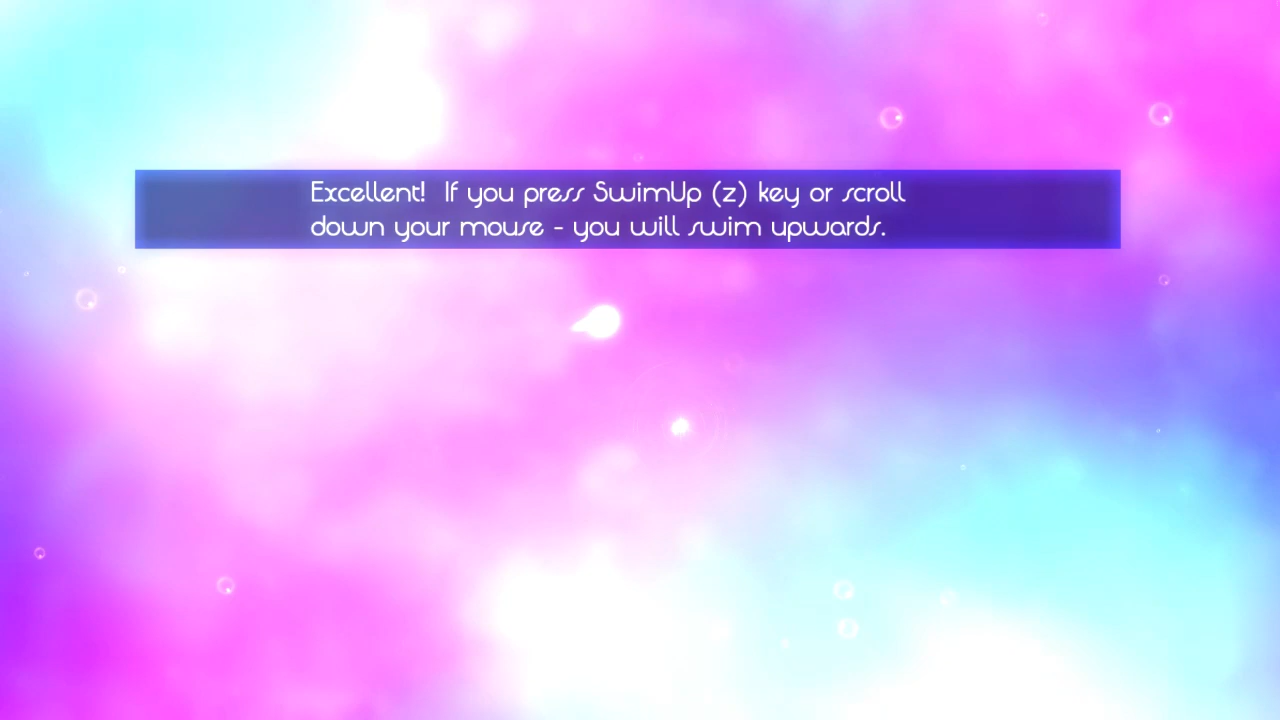 Excellent!  If you press SwimUp (z) key or scroll
down your mouse - you will swim upwards.